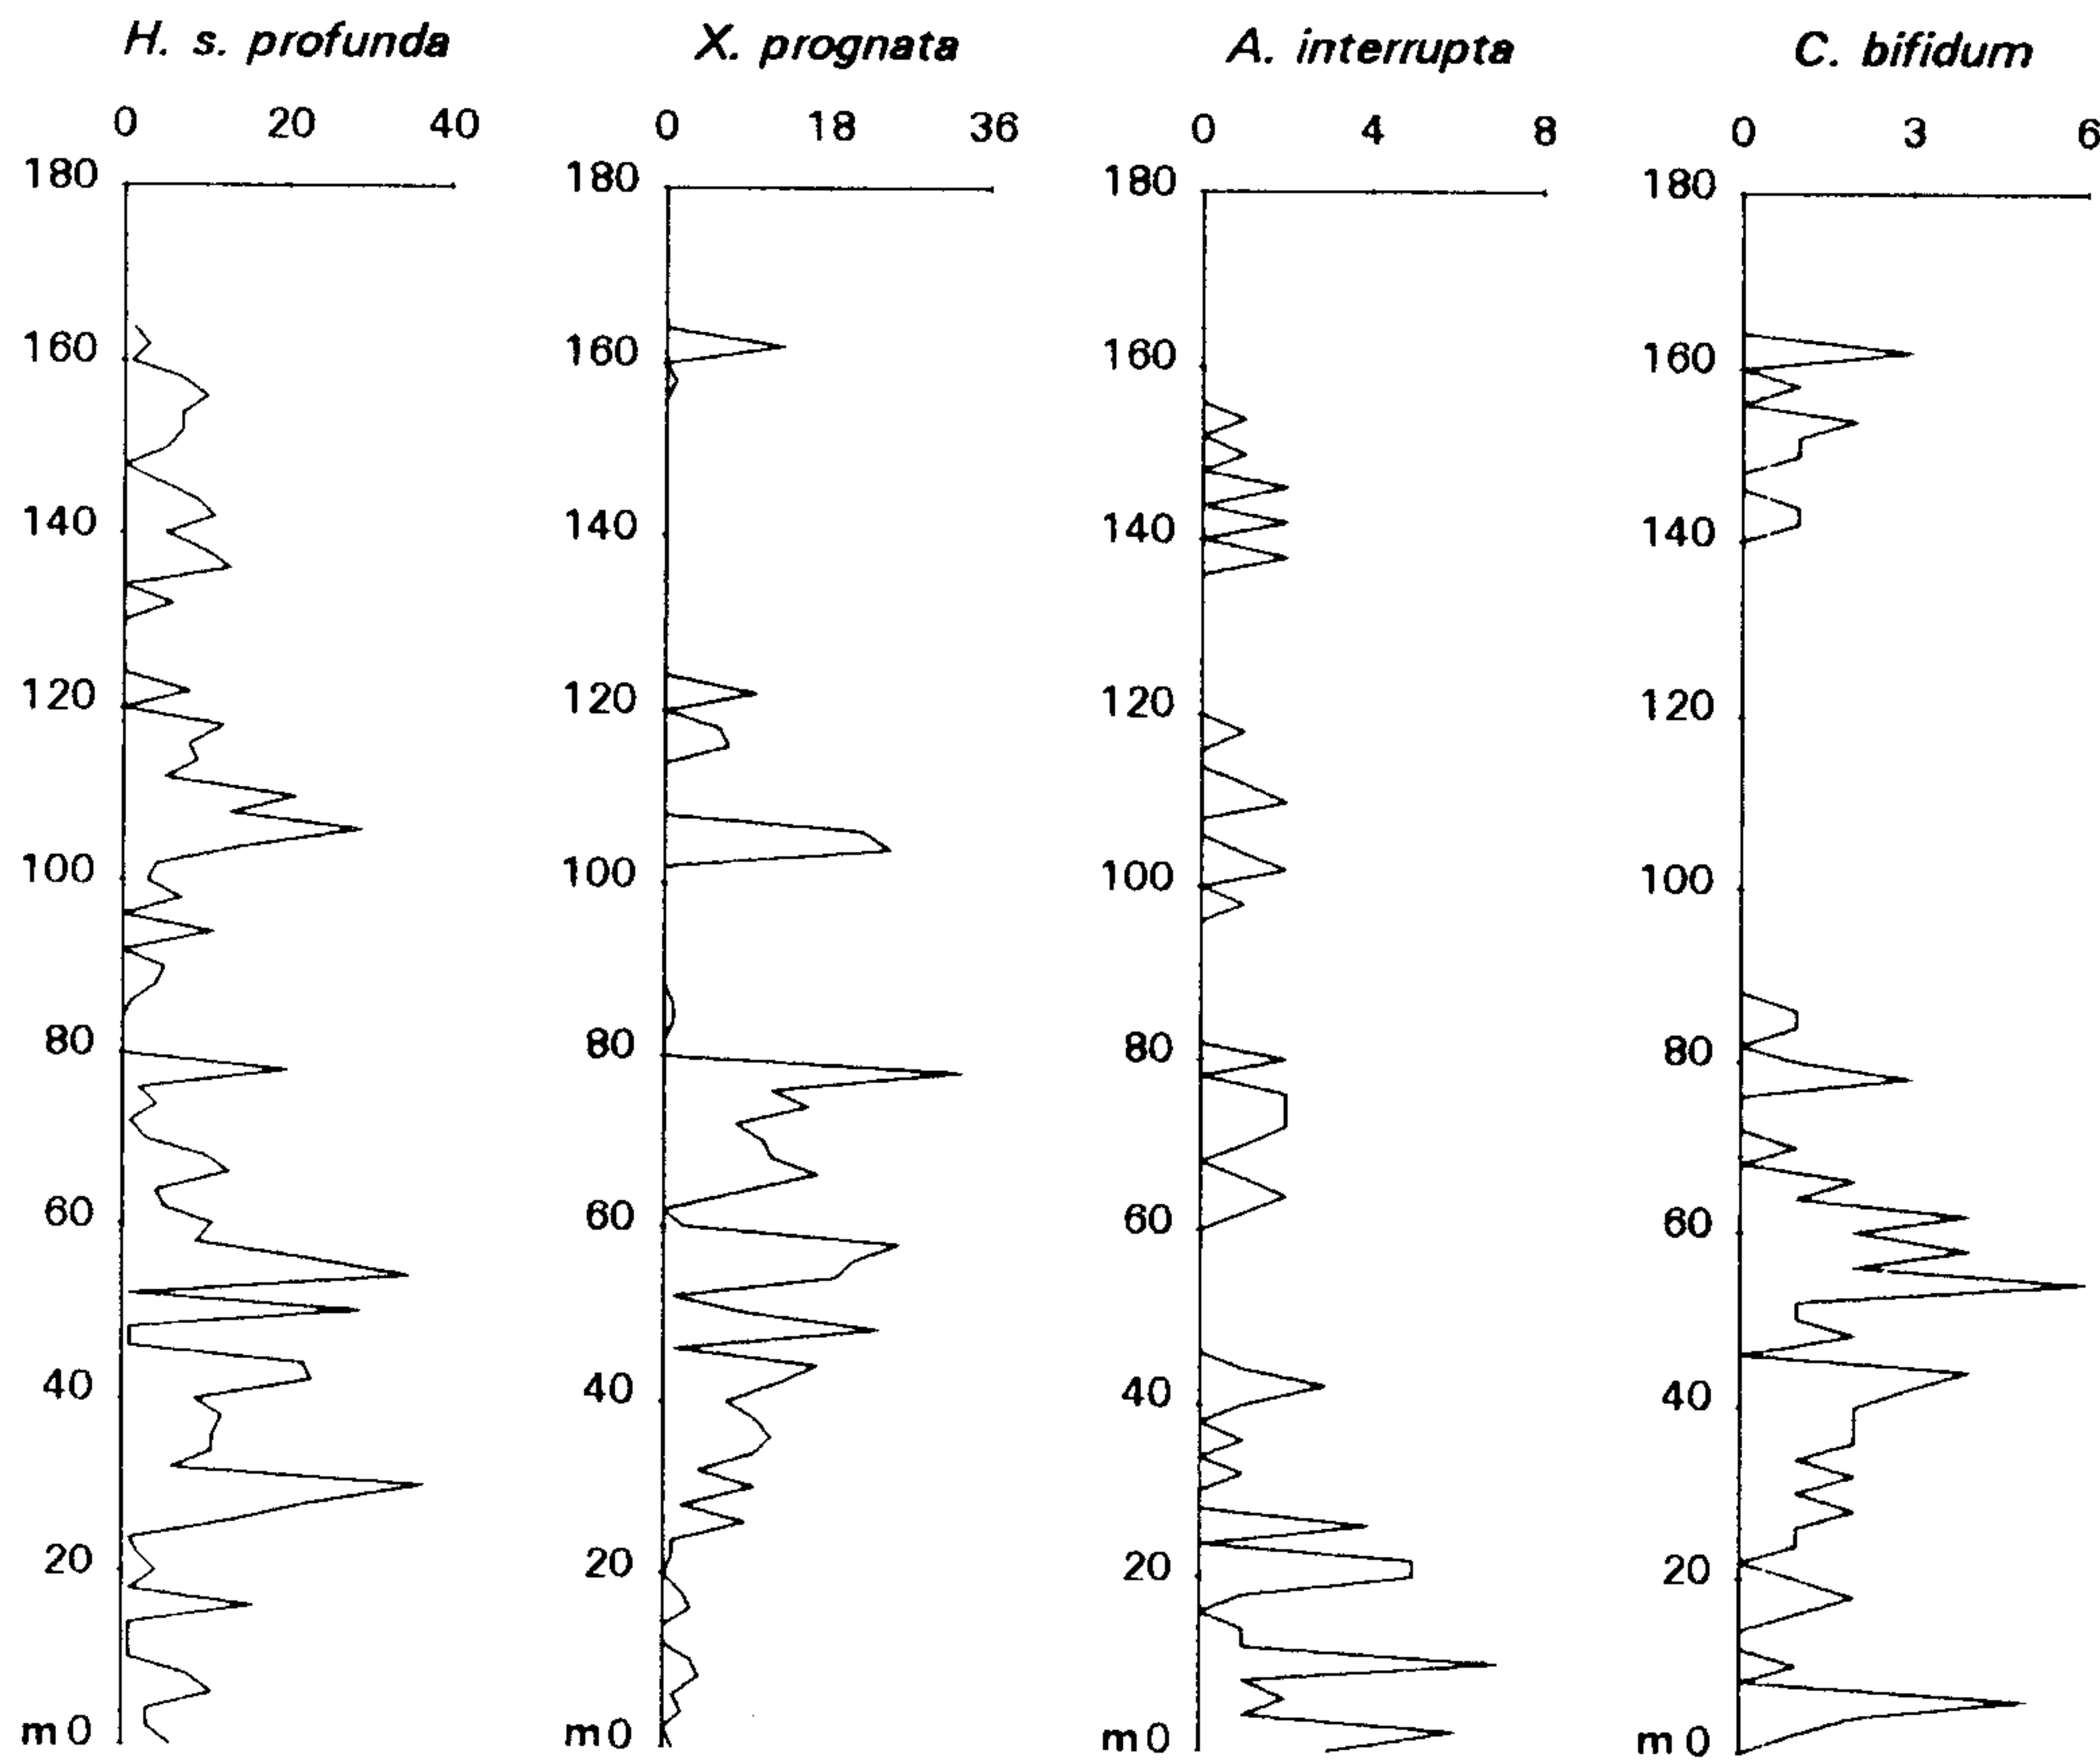 H. s. profunda X. prognata A. interrupta C. bifidum
0 20 40 0 18 36 0 4 8 0 3 6
180 180 180 180
160 160 160 160
140 140 140 140
120 120 120 120
100 100 100 100
80 80 80 80
60 60 60 60
40 40 40 40
20 20 20 20
m 0 m 0 m 0 m 0